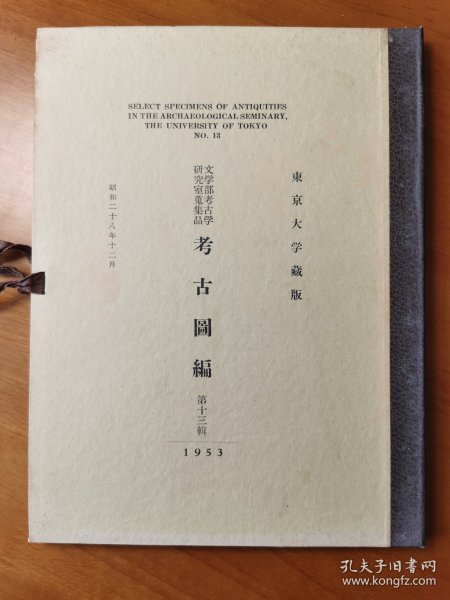 SELECT SPECIMENS OF ANTIQUITIES
IN THE ARCHAEOLOGICAL SEMINARY,
THE UNIVERSITY OF TOKYO
NO. 13
東京大学蔵版
文学部考古学
研究室蒐集品
考古圖編
第十三輯
1953
昭和二十八年十二月
孔夫子旧书网
www.kongfz.com